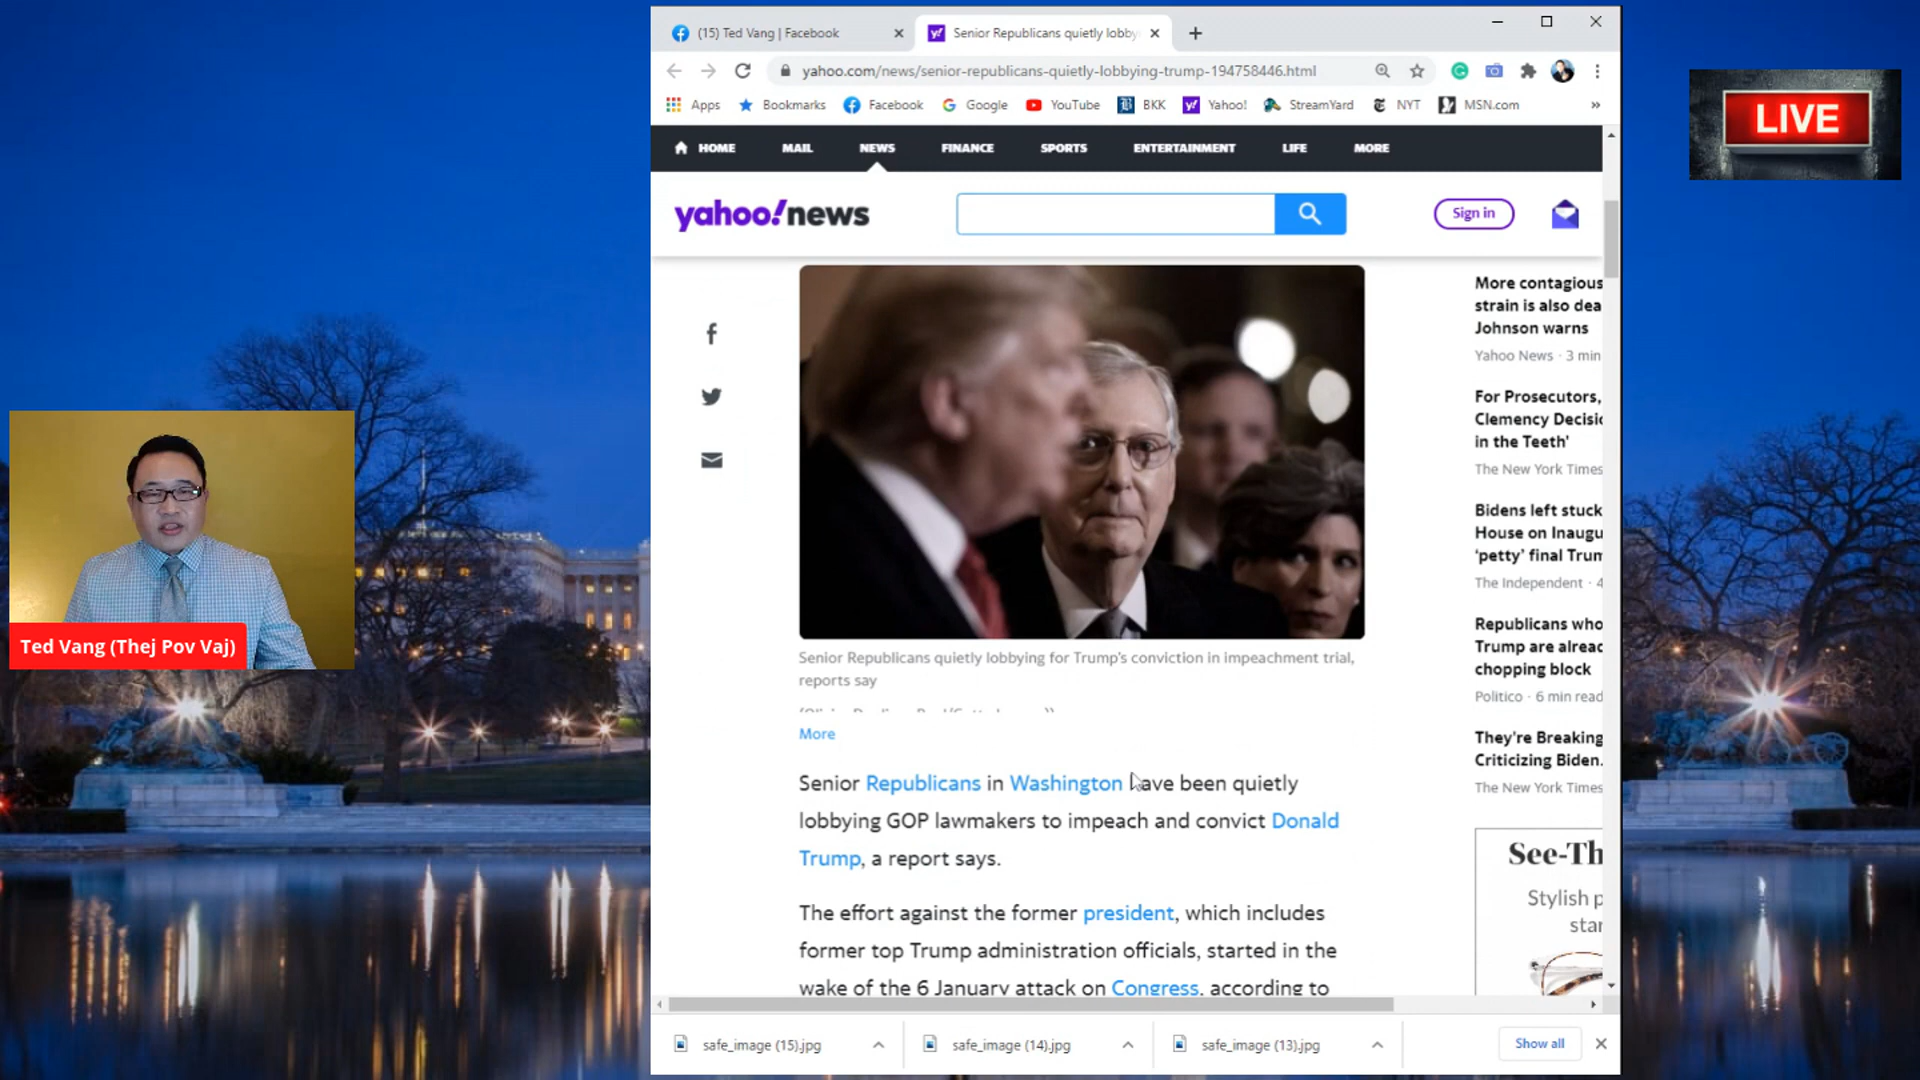 (15) Ted Vang | Facebook
Senior Republicans quietly lobby
yahoo.com/news/senior-republicans-quietly-lobbying-trump-194758446.html
Apps Bookmarks Facebook Google YouTube BKK Yahoo! StreamYard NYT MSN.com »
HOME MAIL NEWS FINANCE SPORTS ENTERTAINMENT LIFE MORE
yahoo!news
Sign in
LIVE
Ted Vang (Thej Pov Vaj)
Senior Republicans quietly lobbying for Trump's conviction in impeachment trial,
reports say
More
Senior Republicans in Washington have been quietly
lobbying GOP lawmakers to impeach and convict Donald
Trump, a report says.
The effort against the former president, which includes
former top Trump administration officials, started in the
wake of the 6 January attack on Congress, according to
More contagious
strain is also dea
Johnson warns
Yahoo News · 3 min
For Prosecutors,
Clemency Decisio
in the Teeth'
The New York Times
Bidens left stuck
House on Inaugu
'petty' final Trum
The Independent · 4
Republicans who
Trump are alread
chopping block
Politico · 6 min read
They're Breaking
Criticizing Biden.
The New York Times
See-Th
Stylish p
star
safe_image (15).jpg
safe_image (14).jpg
safe_image (13).jpg
Show all